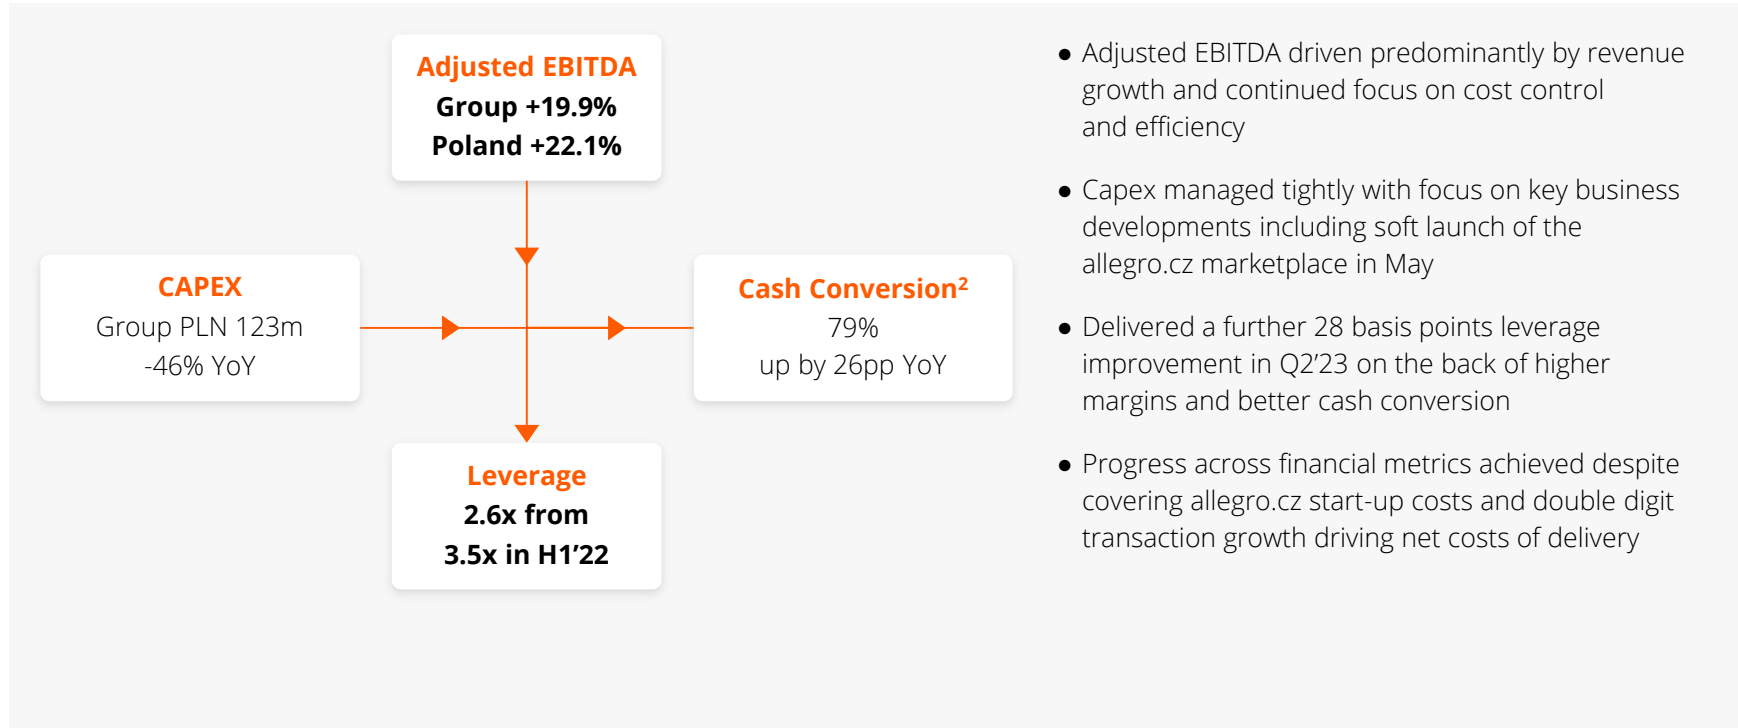 Adjusted EBITDA
Group +19.9%
Poland +22.1%
CAPEX
Group PLN 123m
-46% YoY
Cash Conversion²
79%
up by 26pp YoY
Leverage
2.6x from
3.5x in H1’22
● Adjusted EBITDA driven predominantly by revenue
growth and continued focus on cost control
and efficiency
● Capex managed tightly with focus on key business
developments including soft launch of the
allegro.cz marketplace in May
● Delivered a further 28 basis points leverage
improvement in Q2’23 on the back of higher
margins and better cash conversion
● Progress across financial metrics achieved despite
covering allegro.cz start-up costs and double digit
transaction growth driving net costs of delivery